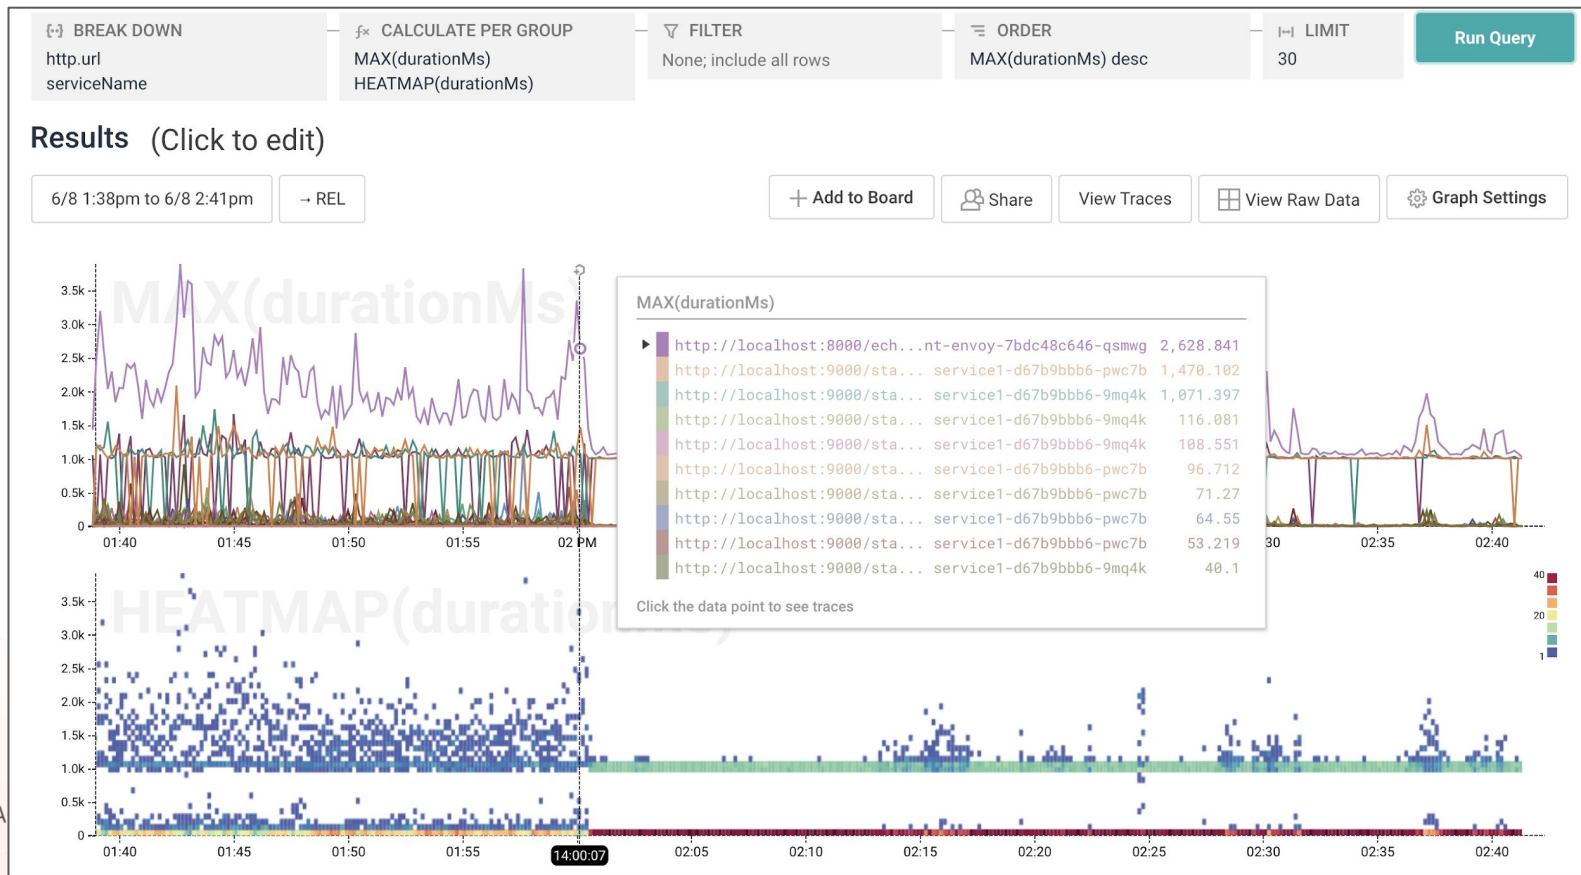 BREAK DOWN
http.url
serviceName
CALCULATE PER GROUP
MAX(durationMs)
HEATMAP(durationMs)
FILTER
None; include all rows
ORDER
MAX(durationMs) desc
LIMIT
30
Run Query
Results (Click to edit)
6/8 1:38pm to 6/8 2:41pm
→ REL
Add to Board
Share
View Traces
View Raw Data
Graph Settings
MAX(durationMs)
3.5k
3.0k
2.5k
2.0k
1.5k
1.0k
0.5k
0
01:40 01:45 01:50 01:55 02 PM 30 02:35 02:40
MAX(durationMs)
http://localhost:8000/ech...nt-envoy-7bdc48c646-qsmwg 2,628.841
http://localhost:9000/sta... service1-d67b9bbb6-pwc7b 1,470.102
http://localhost:9000/sta... service1-d67b9bbb6-9mq4k 1,071.397
http://localhost:9000/sta... service1-d67b9bbb6-9mq4k 116.081
http://localhost:9000/sta... service1-d67b9bbb6-9mq4k 108.551
http://localhost:9000/sta... service1-d67b9bbb6-pwc7b 96.712
http://localhost:9000/sta... service1-d67b9bbb6-pwc7b 71.27
http://localhost:9000/sta... service1-d67b9bbb6-pwc7b 64.55
http://localhost:9000/sta... service1-d67b9bbb6-pwc7b 53.219
http://localhost:9000/sta... service1-d67b9bbb6-9mq4k 40.1
Click the data point to see traces
HEATMAP(duration
3.5k
3.0k
2.5k
2.0k
1.5k
1.0k
0.5k
0
40
20
1
01:40 01:45 01:50 01:55 14:00:07 02:05 02:10 02:15 02:20 02:25 02:30 02:35 02:40